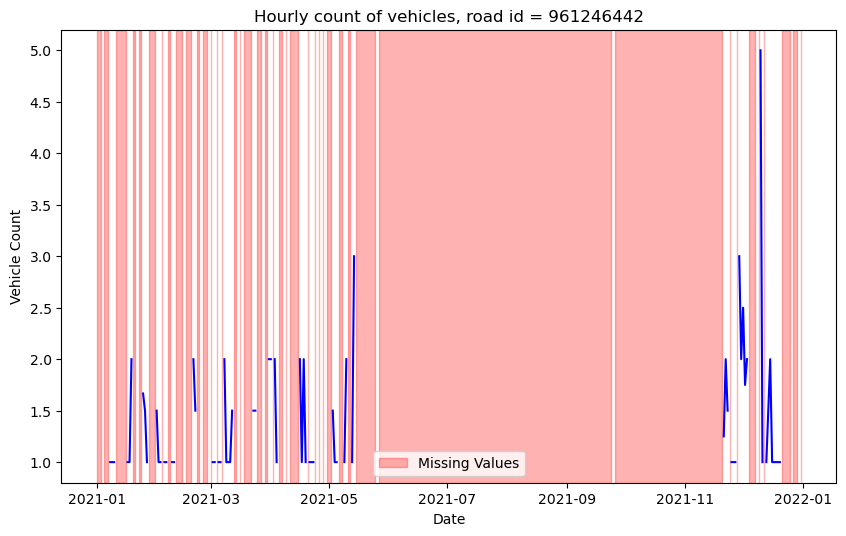 Hourly count of vehicles, road id = 961246442
Vehicle Count
5.0
4.5
4.0
3.5
3.0
2.5
2.0
1.5
1.0
Missing Values
2021-01 2021-03 2021-05 2021-07 2021-09 2021-11 2022-01
Date